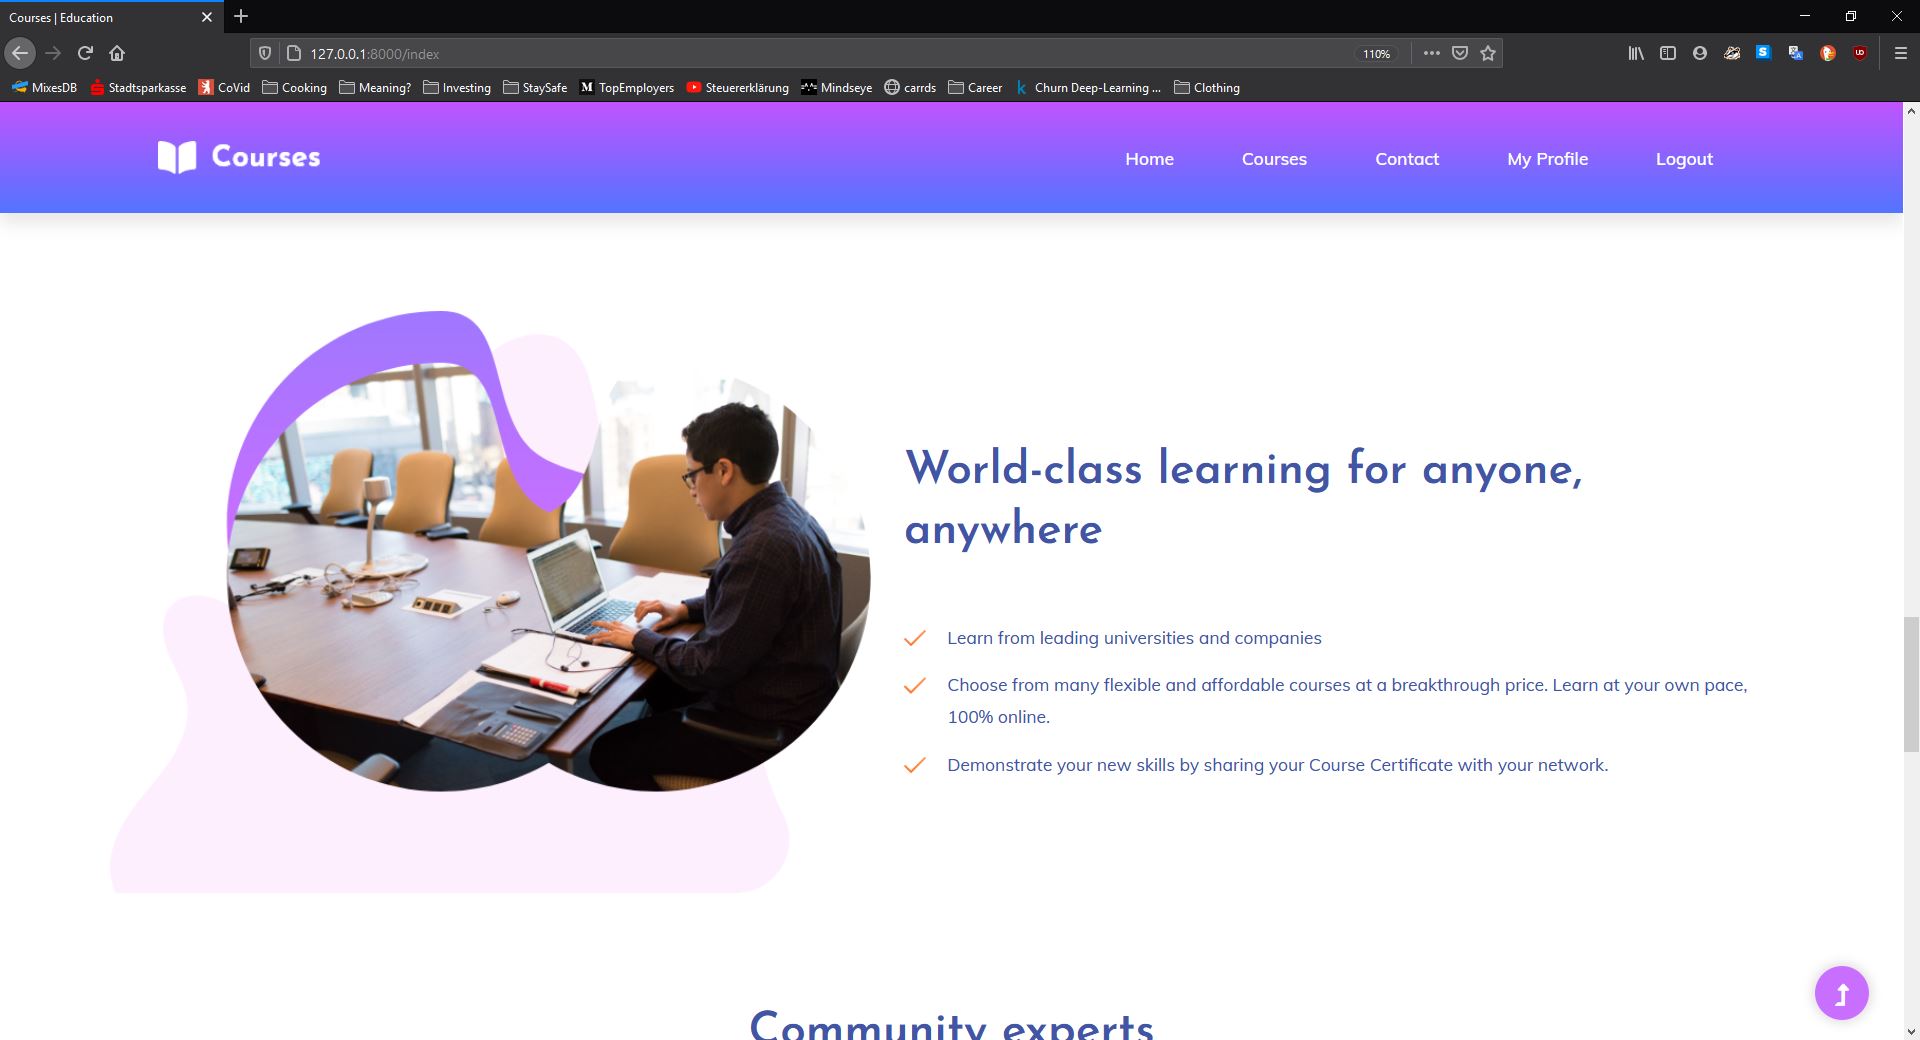 Courses | Education
127.0.0.1:8000/index
110%
MixesDB Stadtsparkasse CoVid Cooking Meaning? Investing StaySafe M TopEmployers Steuererklärung Mindseye carrds Career k Churn Deep-Learning ... Clothing
Courses Home Courses Contact My Profile Logout
World-class learning for anyone,
anywhere
Learn from leading universities and companies
Choose from many flexible and affordable courses at a breakthrough price. Learn at your own pace,
100% online.
Demonstrate your new skills by sharing your Course Certificate with your network.
Community experts